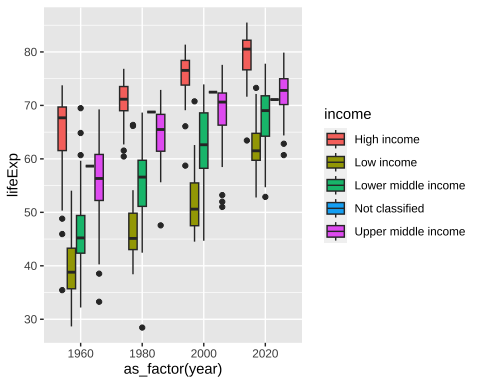 80
70
60
50
40
30
lifeExp
1960
1980
2000
2020
as_factor(year)
income
High income
Low income
Lower middle income
Not classified
Upper middle income